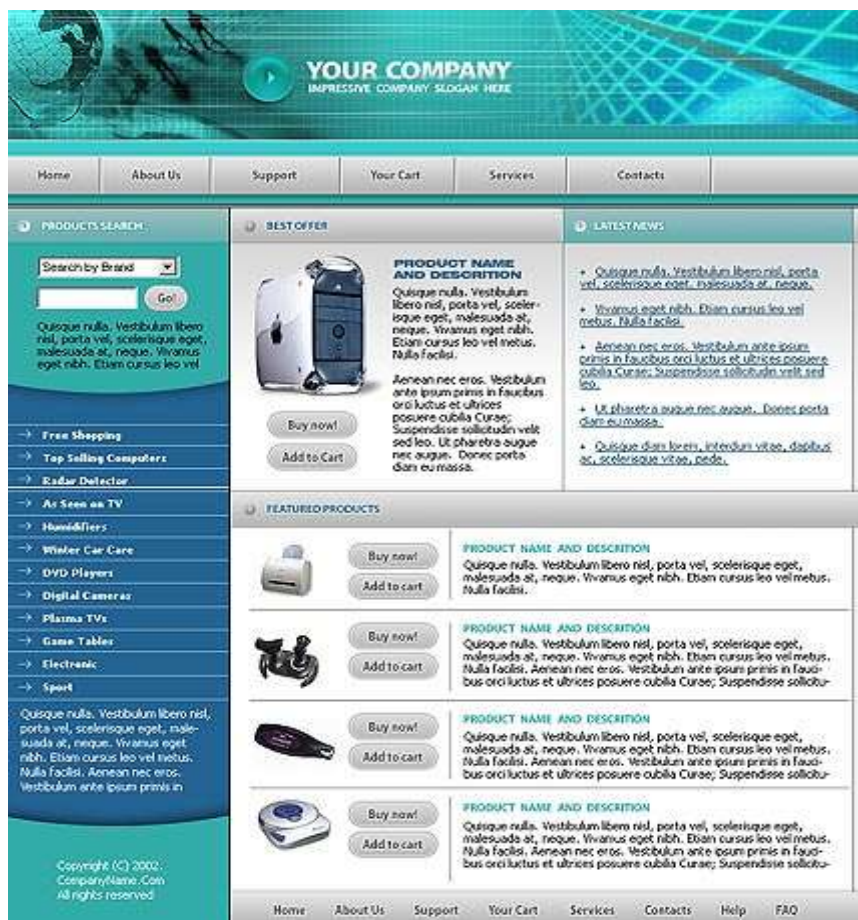 YOUR COMPANY
IMPRESSIVE COMPANY SLOGAN HERE
Home
About Us
Support
Your Cart
Services
Contacts
PRODUCTS SEARCH
Search by Brand
Go!
Quisque nulla. Vestibulum libero
nisl, porta vel, scelerisque eget,
malesuada at, neque. Vivamus
eget nibh. Etiam cursus leo vel
Free Shopping
Top Selling Computers
Radar Detector
As Seen on TV
Humidifiers
Winter Car Care
DVD Players
Digital Cameras
Plasma TVs
Game Tables
Electronic
Sport
Quisque nulla. Vestibulum libero nisl,
porta vel, scelerisque eget, male-
suada at, neque. Vivamus eget
nibh. Etiam cursus leo vel metus.
Nulla facilisi. Aenean nec eros.
Vestibulum ante ipsum primis in
Copyright (C) 2002.
CompanyName.Com
All rights reserved
BEST OFFER
PRODUCT NAME
AND DESCRITION
Quisque nulla. Vestibulum
libero nisl, porta vel, sceler-
isque eget, malesuada at,
neque. Vivamus eget nibh.
Etiam cursus leo vel metus.
Nulla facilisi.
Aenean nec eros. Vestibulum
ante ipsum primis in faucibus
orci luctus et ultrices
posuere cubilia Curae;
Suspendisse sollicitudin velit
sed leo. Ut pharetra augue
nec augue. Donec porta
diam eu massa.
Buy now!
Add to Cart
LATEST NEWS
• Quisque nulla. Vestibulum libero nisl, porta
vel, scelerisque eget, malesuada at, neque.
• Vivamus eget nibh. Etiam cursus leo vel
metus. Nulla facilisi.
• Aenean nec eros. Vestibulum ante ipsum
primis in faucibus orci luctus et ultrices posuere
cubilia Curae; Suspendisse sollicitudin velit sed
leo.
• Ut pharetra augue nec augue. Donec porta
diam eu massa.
• Quisque diam lorem, interdum vitae, dapibus
ac, scelerisque vitae, pede.
FEATURED PRODUCTS
Buy now!
Add to cart
PRODUCT NAME AND DESCRITION
Quisque nulla. Vestibulum libero nisl, porta vel, scelerisque eget,
malesuada at, neque. Vivamus eget nibh. Etiam cursus leo vel metus.
Nulla facilisi.
Buy now!
Add to cart
PRODUCT NAME AND DESCRITION
Quisque nulla. Vestibulum libero nisl, porta vel, scelerisque eget,
malesuada at, neque. Vivamus eget nibh. Etiam cursus leo vel metus.
Nulla facilisi. Aenean nec eros. Vestibulum ante ipsum primis in fauci-
bus orci luctus et ultrices posuere cubilia Curae; Suspendisse sollicitu-
Buy now!
Add to cart
PRODUCT NAME AND DESCRITION
Quisque nulla. Vestibulum libero nisl, porta vel, scelerisque eget,
malesuada at, neque. Vivamus eget nibh. Etiam cursus leo vel metus.
Nulla facilisi. Aenean nec eros. Vestibulum ante ipsum primis in fauci-
bus orci luctus et ultrices posuere cubilia Curae; Suspendisse sollicitu-
Buy now!
Add to cart
PRODUCT NAME AND DESCRITION
Quisque nulla. Vestibulum libero nisl, porta vel, scelerisque eget,
malesuada at, neque. Vivamus eget nibh. Etiam cursus leo vel metus.
Nulla facilisi. Aenean nec eros. Vestibulum ante ipsum primis in fauci-
bus orci luctus et ultrices posuere cubilia Curae; Suspendisse sollicitu-
Home About Us Support Your Cart Services Contacts Help FAQ